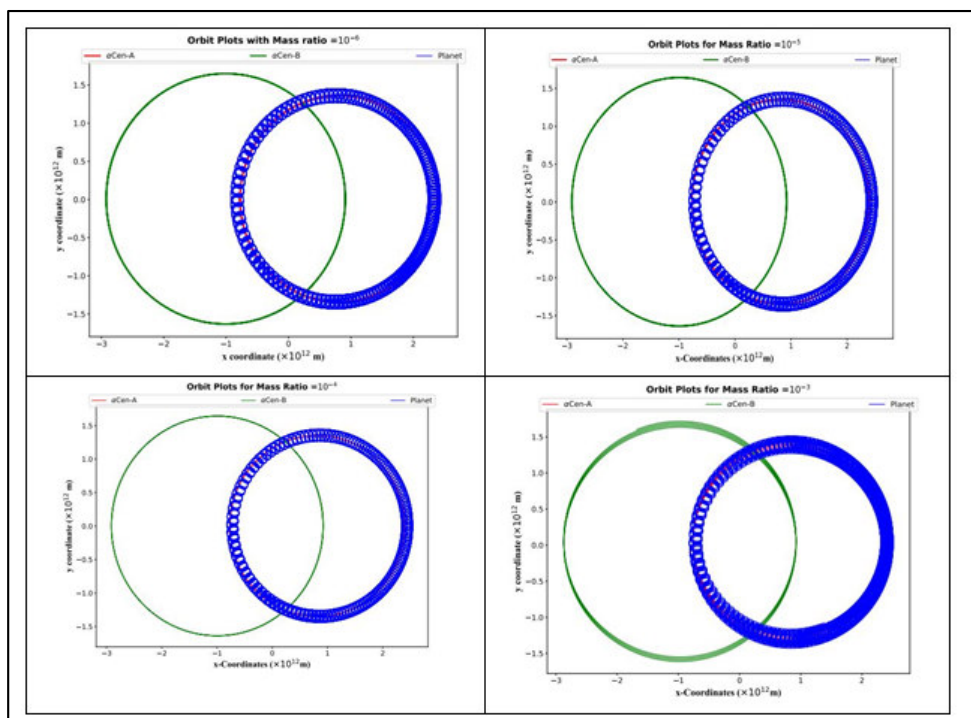 Orbit Plots with Mass ratio =10⁻⁶
αCen-A αCen-B Planet
1.5
1.0
0.5
0.0
−0.5
−1.0
−1.5
y coordinate (×10¹² m)
−3 −2 −1 0 1 2
x coordinate (×10¹² m)
Orbit Plots for Mass Ratio =10⁻⁵
αCen-A αCen-B Planet
1.5
1.0
0.5
0.0
−0.5
−1.0
−1.5
y coordinate (×10¹² m)
−3 −2 −1 0 1 2
x-Coordinates (×10¹²m)
Orbit Plots for Mass Ratio =10⁻⁴
αCen-A αCen-B Planet
1.5
1.0
0.5
0.0
−0.5
−1.0
−1.5
y coordinate (×10¹² m)
−3 −2 −1 0 1 2
x-Coordinates (×10¹²m)
Orbit Plots for Mass Ratio =10⁻³
αCen-A αCen-B Planet
1.5
1.0
0.5
0.0
−0.5
−1.0
−1.5
y coordinate (×10¹² m)
−3 −2 −1 0 1 2
x-Coordinates (×10¹²m)